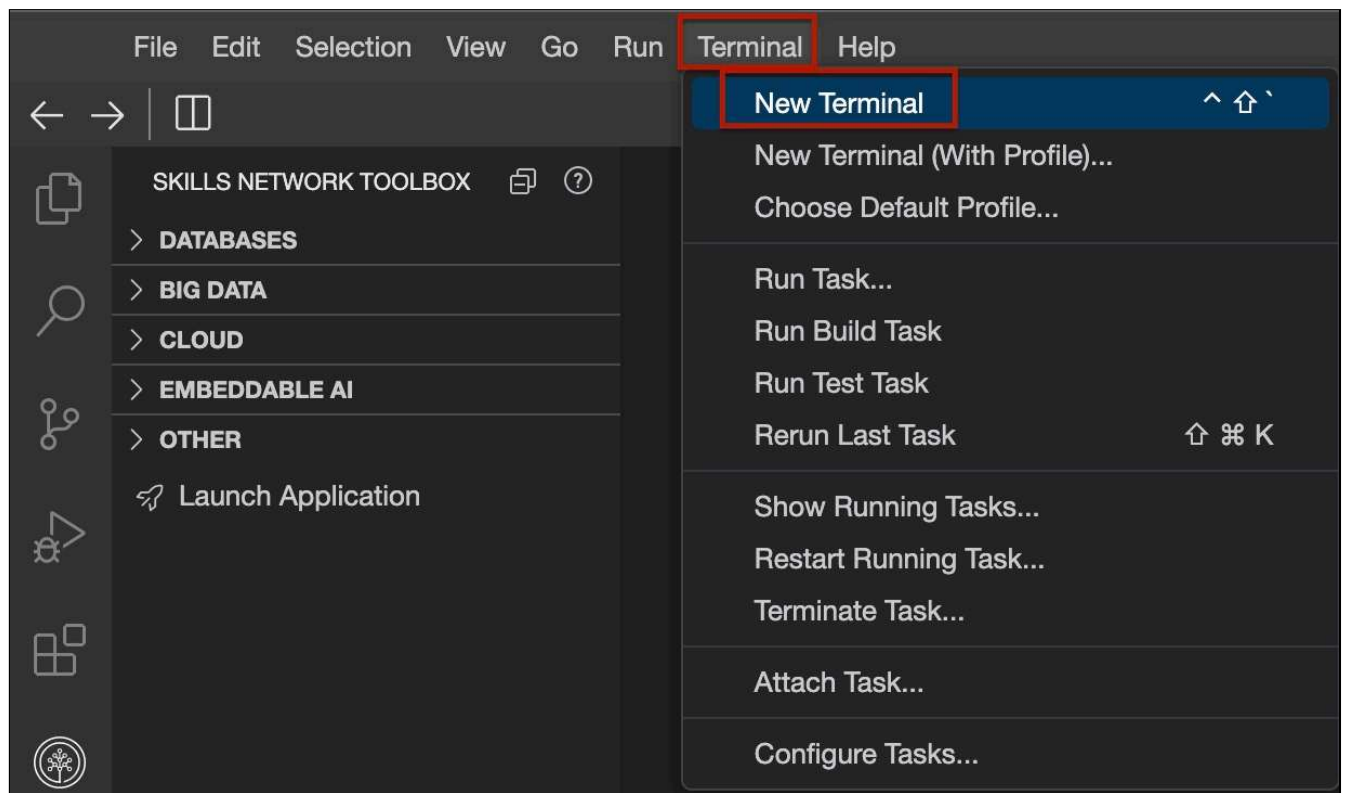 File Edit Selection View Go Run Terminal Help
New Terminal ^ ⇧ `
New Terminal (With Profile)...
Choose Default Profile...
Run Task...
Run Build Task
Run Test Task
Rerun Last Task ⇧ ⌘ K
Show Running Tasks...
Restart Running Task...
Terminate Task...
Attach Task...
Configure Tasks...
SKILLS NETWORK TOOLBOX
DATABASES
BIG DATA
CLOUD
EMBEDDABLE AI
OTHER
Launch Application